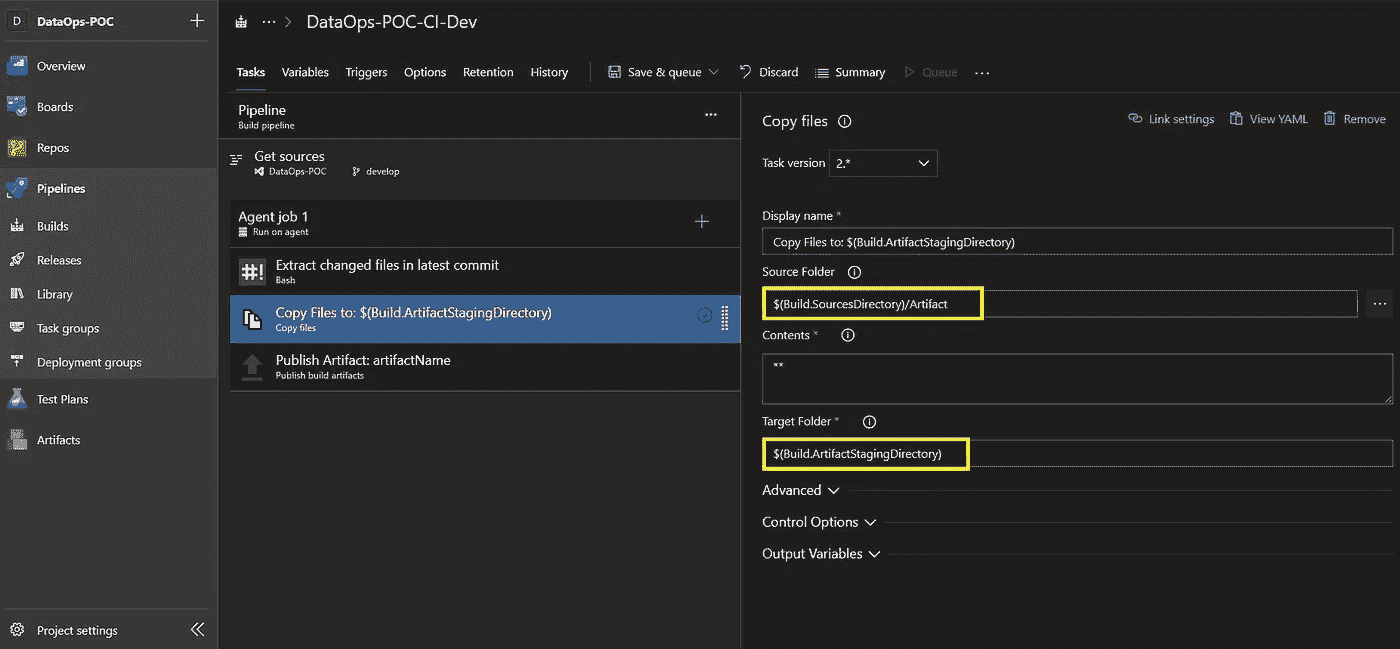 D DataOps-POC +
Overview
Boards
Repos
Pipelines
Builds
Releases
Library
Task groups
Deployment groups
Test Plans
Artifacts
Project settings
... > DataOps-POC-CI-Dev
Tasks Variables Triggers Options Retention History Save & queue Discard Summary Queue ...
Pipeline ...
Build pipeline
Get sources
DataOps-POC develop
Agent job 1 +
Run on agent
#! Extract changed files in latest commit
Bash
Copy Files to: $(Build.ArtifactStagingDirectory)
Copy files
Publish Artifact: artifactName
Publish build artifacts
Copy files Link settings View YAML Remove
Task version 2.*
Display name *
Copy Files to: $(Build.ArtifactStagingDirectory)
Source Folder
$(Build.SourcesDirectory)/Artifact ...
Contents *
**
Target Folder *
$(Build.ArtifactStagingDirectory)
Advanced
Control Options
Output Variables